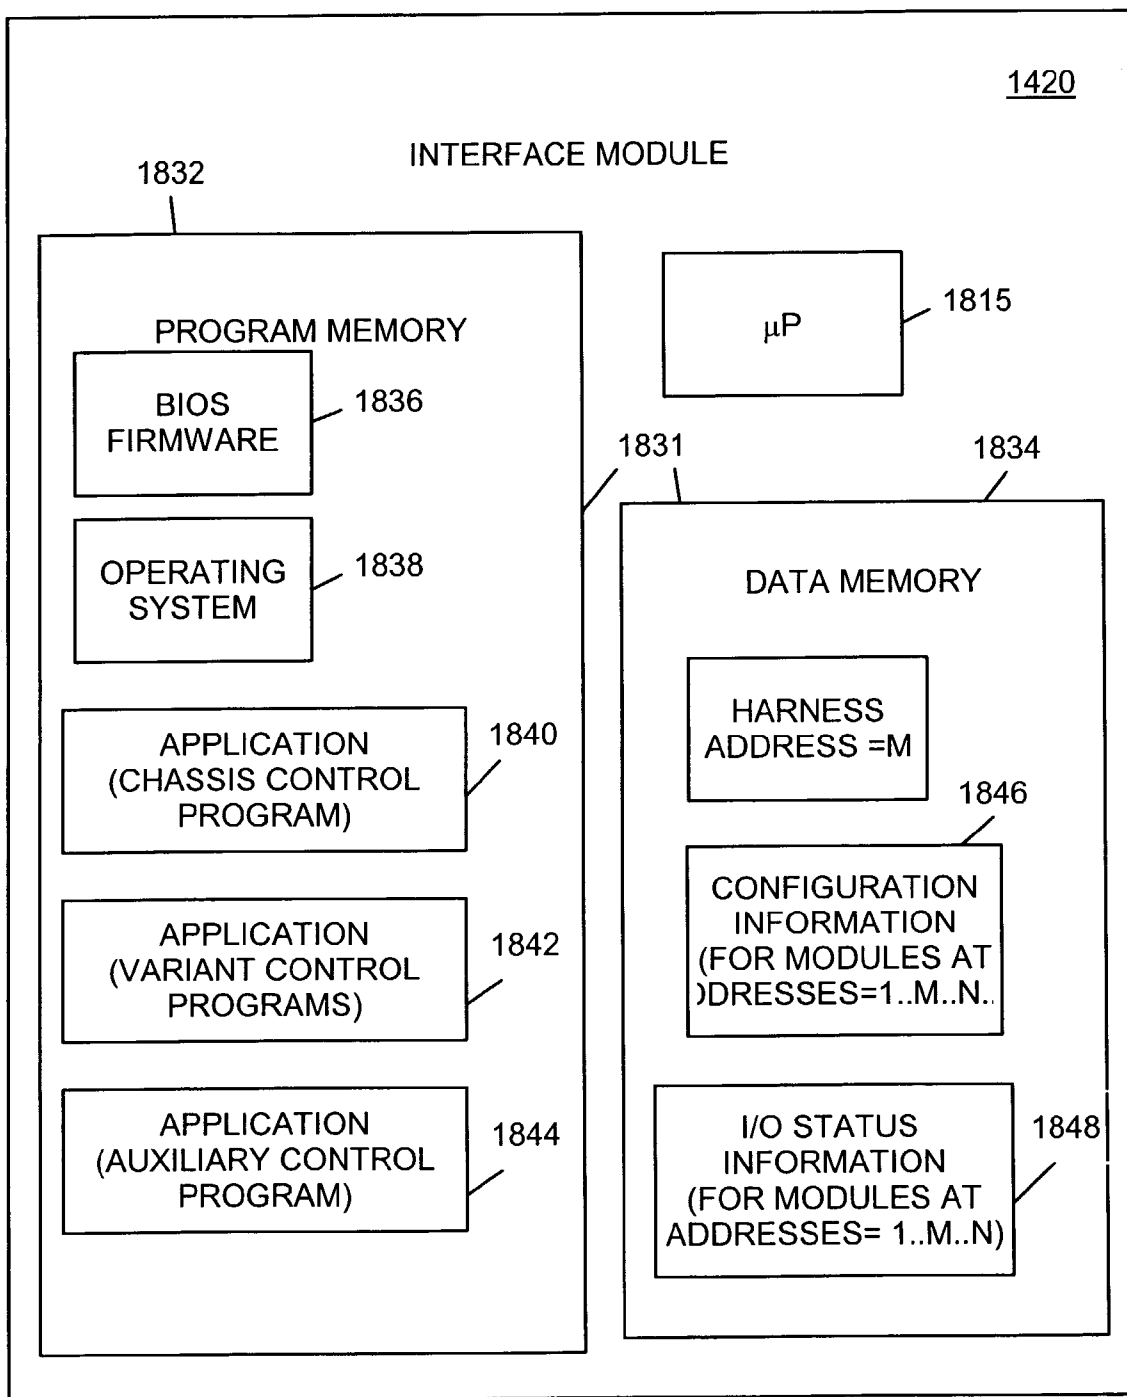 1420
INTERFACE MODULE
1832
PROGRAM MEMORY
BIOS
FIRMWARE
1836
OPERATING
SYSTEM
1838
APPLICATION
(CHASSIS CONTROL
PROGRAM)
1840
APPLICATION
(VARIANT CONTROL
PROGRAMS)
1842
APPLICATION
(AUXILIARY CONTROL
PROGRAM)
1844
μP
1815
1831
1834
DATA MEMORY
HARNESS
ADDRESS =M
1846
CONFIGURATION
INFORMATION
(FOR MODULES AT
DDRESSES=1..M..N..
I/O STATUS
INFORMATION
(FOR MODULES AT
ADDRESSES= 1..M..N)
1848